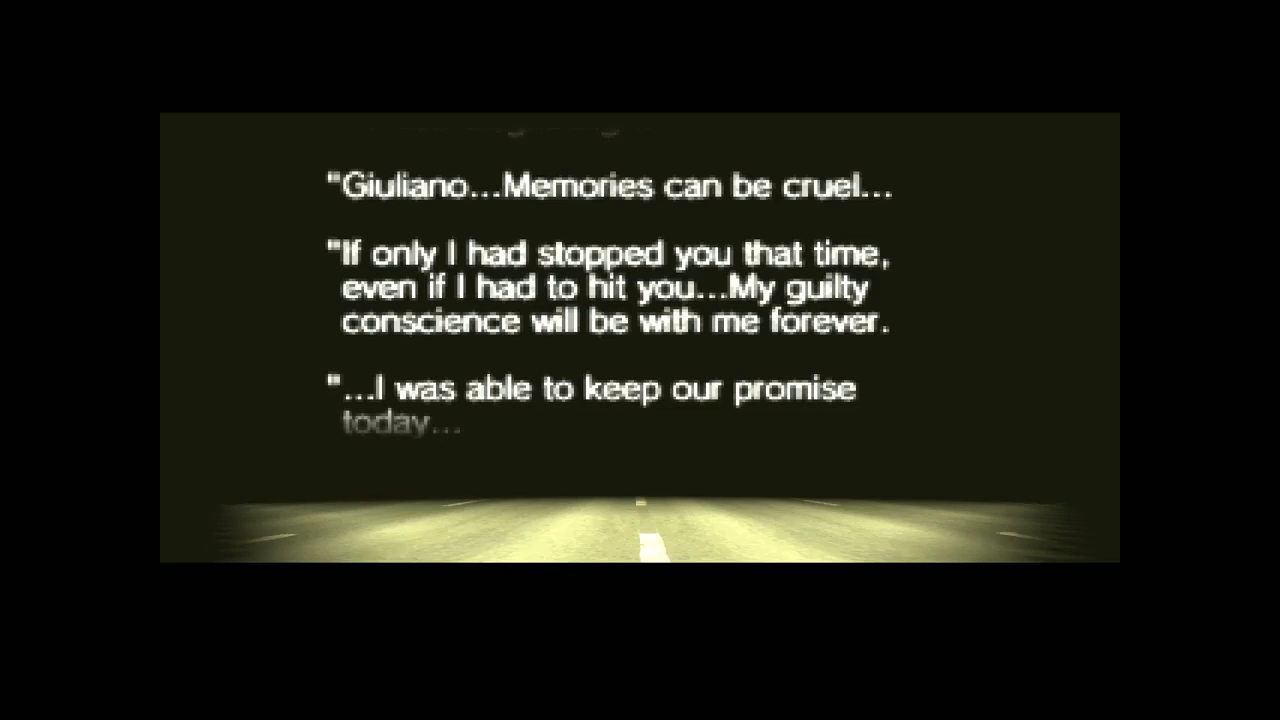 "Giuliano...Memories can be cruel...
"If only I had stopped you that time,
even if I had to hit you...My guilty
conscience will be with me forever.
"...I was able to keep our promise
today...